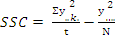 SSC = Σy²..k. / t − y².... / N